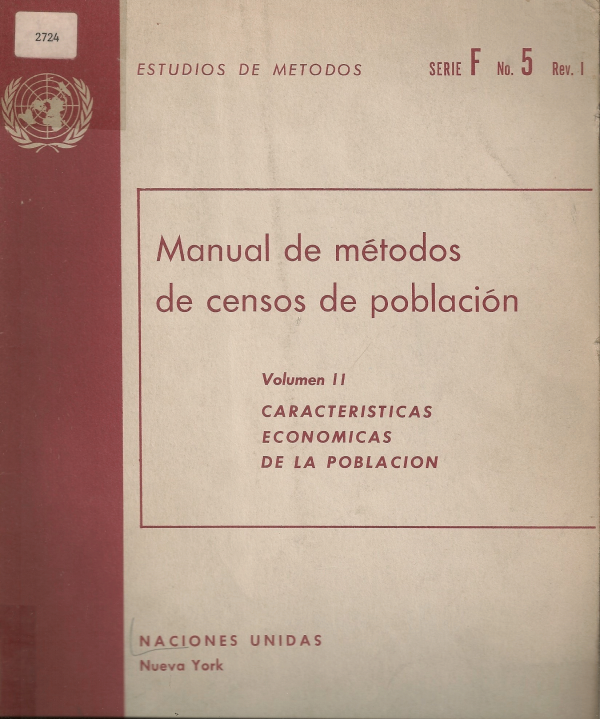 2724
ESTUDIOS DE METODOS SERIE F No. 5 Rev. I
Manual de métodos
de censos de población
Volumen II
CARACTERISTICAS
ECONOMICAS
DE LA POBLACION
NACIONES UNIDAS
Nueva York